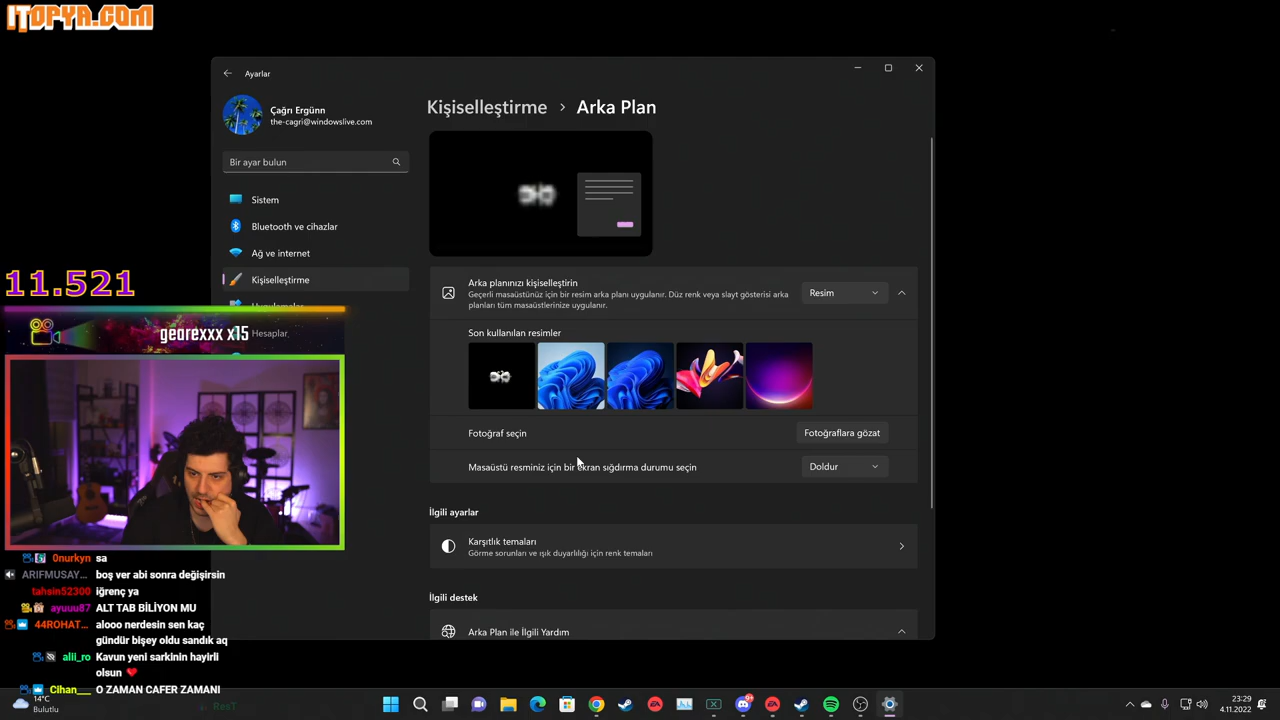 ITOPYA.COM
Ayarlar
Çağrı Ergünn
the-cagri@windowslive.com
Bir ayar bulun
Sistem
Bluetooth ve cihazlar
Ağ ve internet
Kişiselleştirme
Uygulamalar
Hesaplar
Kişiselleştirme > Arka Plan
Arka planınızı kişiselleştirin
Geçerli masaüstünüz için bir resim arka planı uygulanır. Düz renk veya slayt gösterisi arka
planları tüm masaüstlerinize uygulanır.
Resim
Son kullanılan resimler
Fotoğraf seçin
Fotoğraflara gözat
Masaüstü resminiz için bir ekran sığdırma durumu seçin
Doldur
İlgili ayarlar
Karşıtlık temaları
Görme sorunları ve ışık duyarlılığı için renk temaları
İlgili destek
Arka Plan ile İlgili Yardım
11.521
gearexxx x15
0nurkyn sa
ARIFMUSAY... boş ver abi sonra değişirsin
tahsin52300 iğrenç ya
ayuuu87 ALT TAB BİLİYON MU
44ROHAT... alooo nerdesin sen kaç
gündür bişey oldu sandık aq
alii_ro Kavun yeni sarkinin hayirli
olsun ❤
Cihan___ O ZAMAN CAFER ZAMANI
14°C
Bulutlu
ResT
9+
23:29
4.11.2022